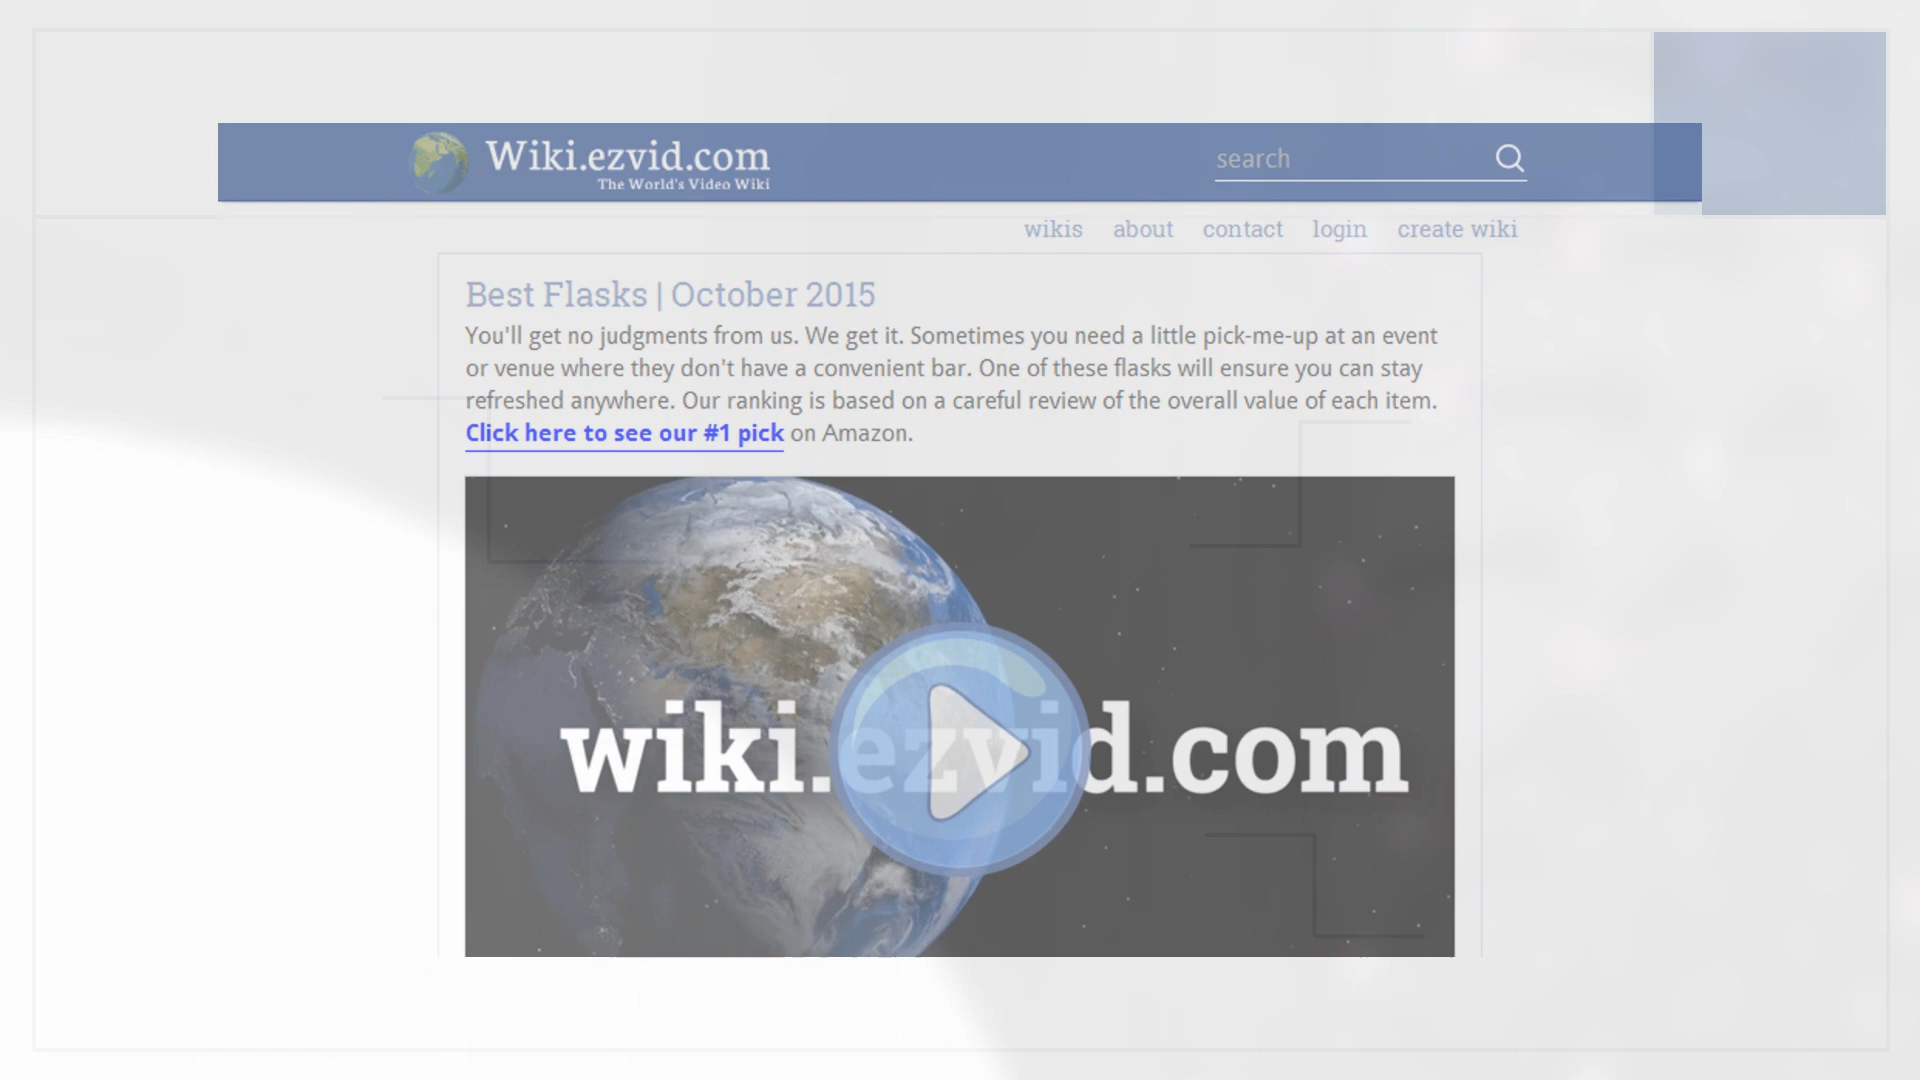 Wiki.ezvid.com
The World's Video Wiki
search
wikis about contact login create wiki
Best Flasks | October 2015
You'll get no judgments from us. We get it. Sometimes you need a little pick-me-up at an event
or venue where they don't have a convenient bar. One of these flasks will ensure you can stay
refreshed anywhere. Our ranking is based on a careful review of the overall value of each item.
Click here to see our #1 pick on Amazon.
wiki.ezvid.com